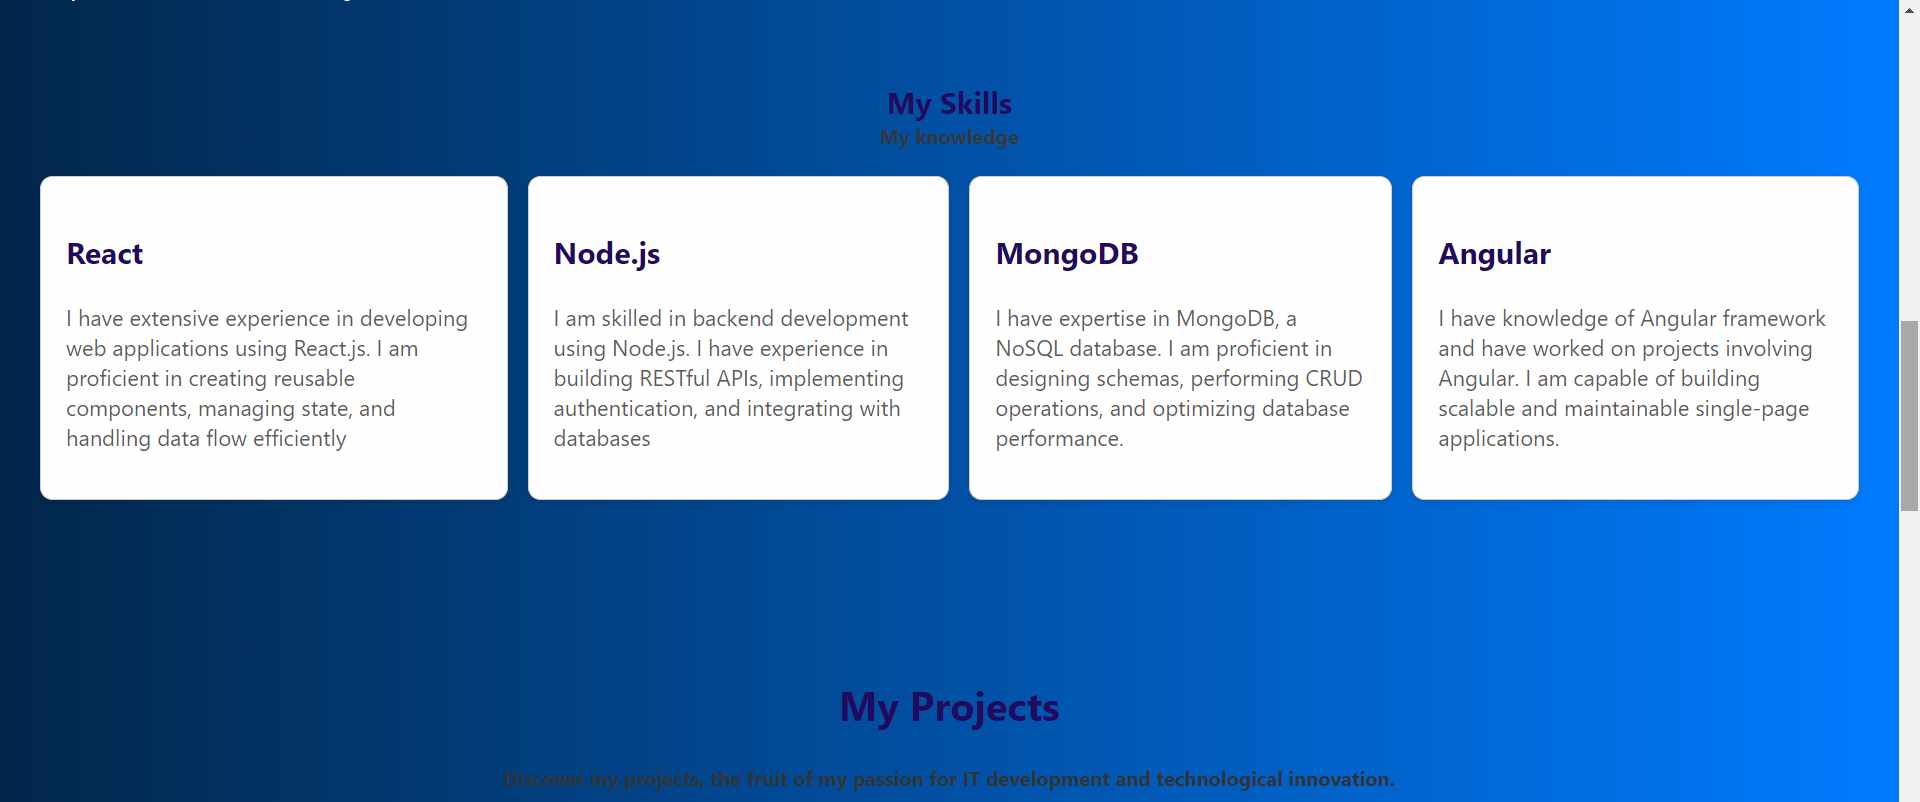 My Skills
My knowledge
React
I have extensive experience in developing
web applications using React.js. I am
proficient in creating reusable
components, managing state, and
handling data flow efficiently
Node.js
I am skilled in backend development
using Node.js. I have experience in
building RESTful APIs, implementing
authentication, and integrating with
databases
MongoDB
I have expertise in MongoDB, a
NoSQL database. I am proficient in
designing schemas, performing CRUD
operations, and optimizing database
performance.
Angular
I have knowledge of Angular framework
and have worked on projects involving
Angular. I am capable of building
scalable and maintainable single-page
applications.
My Projects
Discover my projects, the fruit of my passion for IT development and technological innovation.